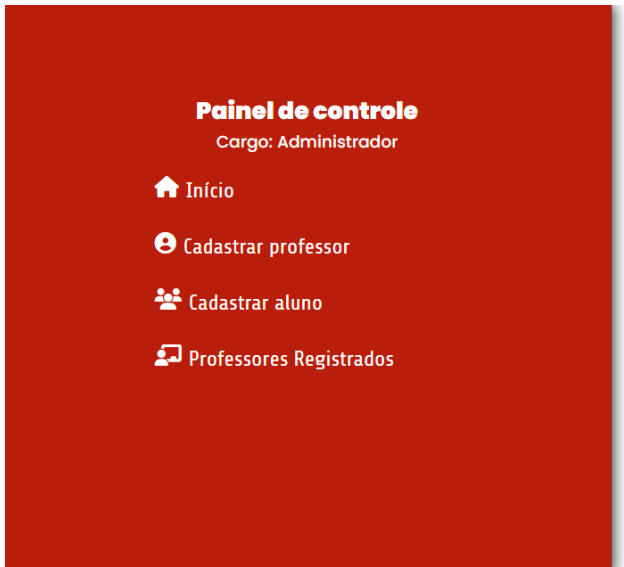 Painel de controle
Cargo: Administrador
Início
Cadastrar professor
Cadastrar aluno
Professores Registrados